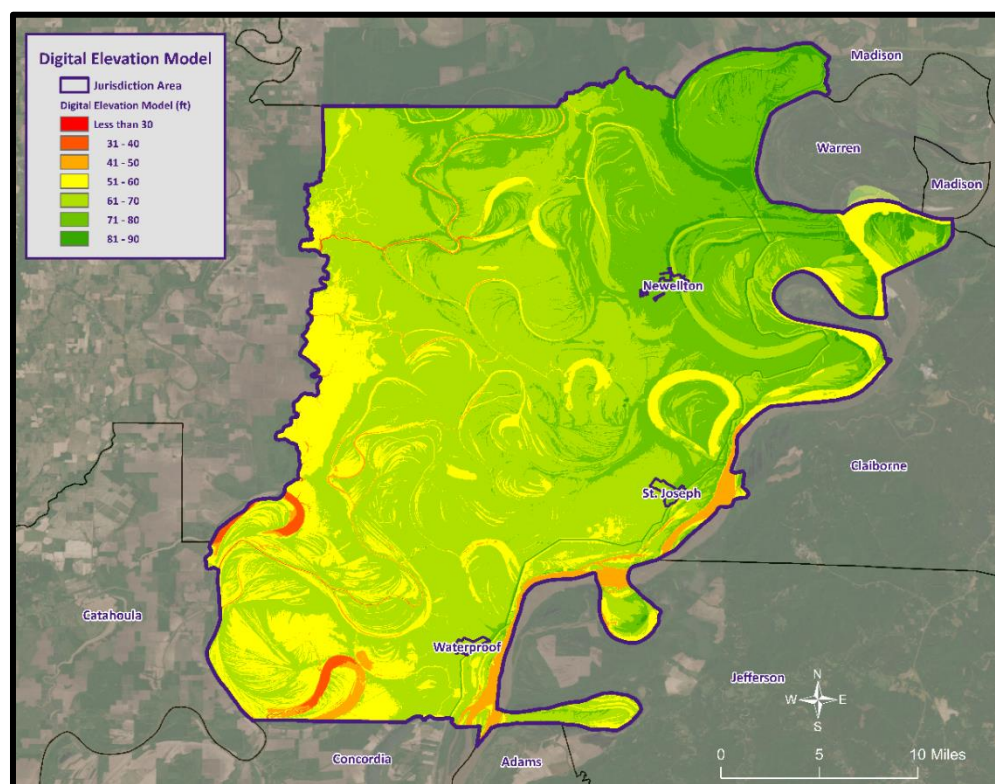 Digital Elevation Model
Jurisdiction Area
Digital Elevation Model (ft)
Less than 30
31 - 40
41 - 50
51 - 60
61 - 70
71 - 80
81 - 90
Madison
Warren
Madison
Newellton
Claiborne
St. Joseph
Catahoula
Waterproof
Jefferson
N
W E
S
Concordia
Adams
0 5 10 Miles